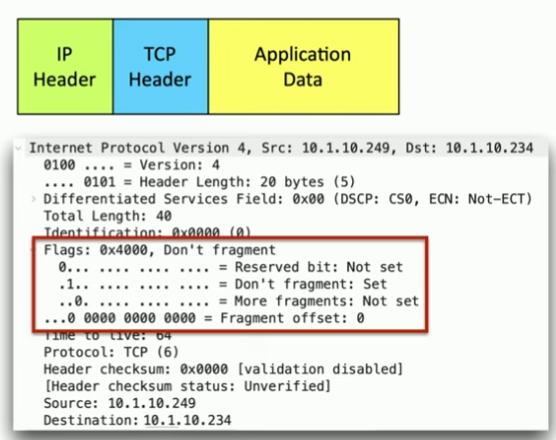 IP Header
TCP Header
Application Data
Internet Protocol Version 4, Src: 10.1.10.249, Dst: 10.1.10.234
0100 .... = Version: 4
.... 0101 = Header Length: 20 bytes (5)
Differentiated Services Field: 0x00 (DSCP: CS0, ECN: Not-ECT)
Total Length: 40
Identification: 0x0000 (0)
Flags: 0x4000, Don't fragment
0... .... .... .... = Reserved bit: Not set
.1.. .... .... .... = Don't fragment: Set
..0. .... .... .... = More fragments: Not set
...0 0000 0000 0000 = Fragment offset: 0
Time to live: 64
Protocol: TCP (6)
Header checksum: 0x0000 [validation disabled]
[Header checksum status: Unverified]
Source: 10.1.10.249
Destination: 10.1.10.234